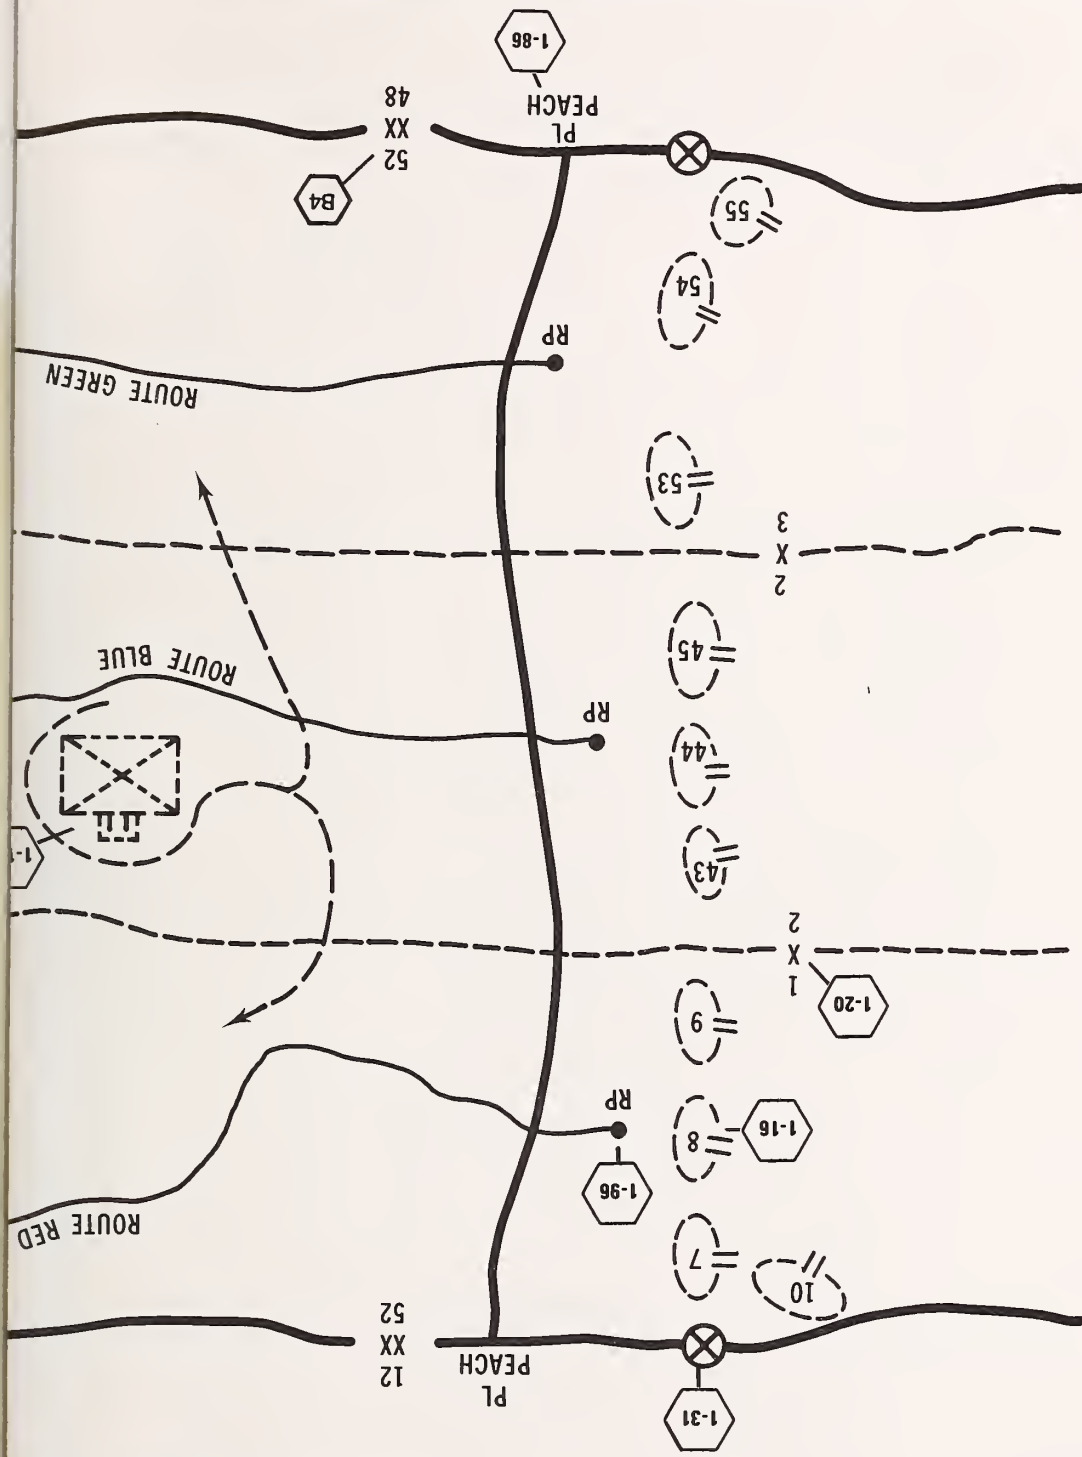 1-31
PL
PEACH
12
XX
52
10
7
ROUTE RED
1-96
1-16
8
RP
9
1-20
1
X
2
43
44
45
RP
ROUTE BLUE
2
X
3
53
ROUTE GREEN
RP
54
55
B4
52
XX
48
PL
PEACH
1-86